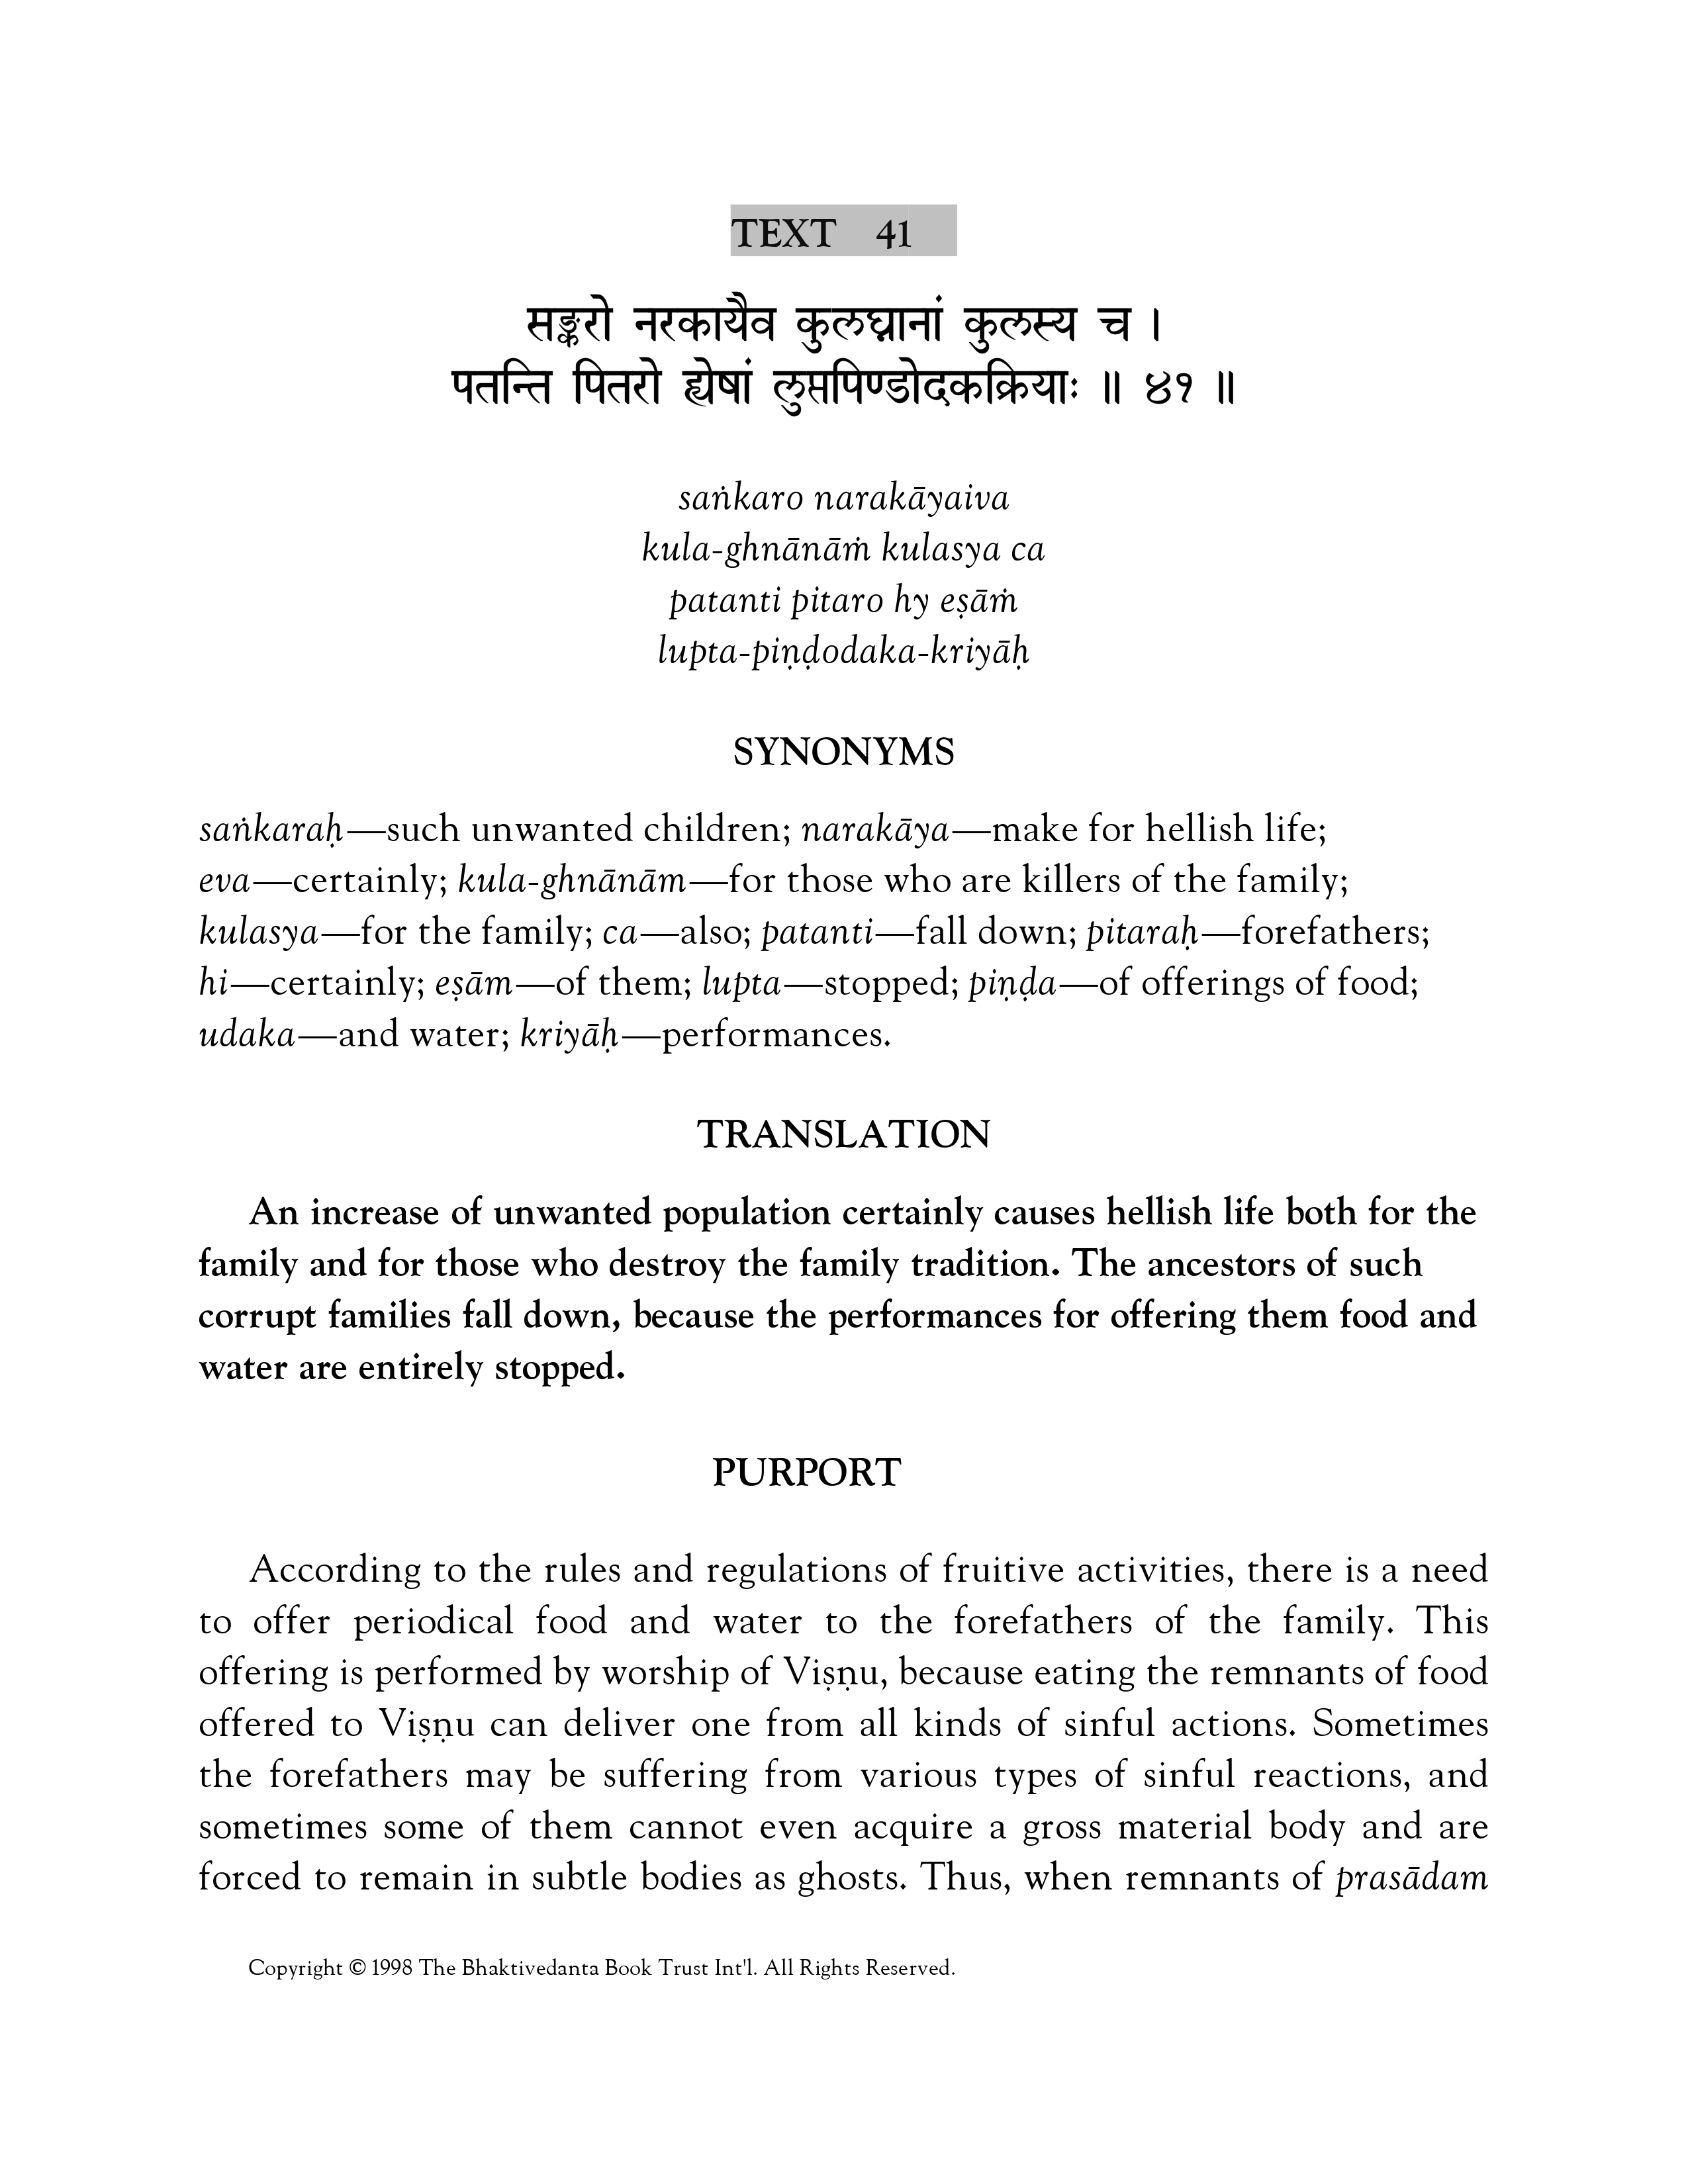 TEXT 41
सङ्करो नरकायैव कुलघ्नानां कुलस्य च ।
पतन्ति पितरो ह्येषां लुप्तपिण्डोदकक्रियाः ॥ ४१ ॥
saṅkaro narakāyaiva
kula-ghnānāṁ kulasya ca
patanti pitaro hy eṣāṁ
lupta-piṇḍodaka-kriyāḥ
SYNONYMS
saṅkaraḥ—such unwanted children; narakāya—make for hellish life;
eva—certainly; kula-ghnānām—for those who are killers of the family;
kulasya—for the family; ca—also; patanti—fall down; pitaraḥ—forefathers;
hi—certainly; eṣām—of them; lupta—stopped; piṇḍa—of offerings of food;
udaka—and water; kriyāḥ—performances.
TRANSLATION
An increase of unwanted population certainly causes hellish life both for the
family and for those who destroy the family tradition. The ancestors of such
corrupt families fall down, because the performances for offering them food and
water are entirely stopped.
PURPORT
According to the rules and regulations of fruitive activities, there is a need
to offer periodical food and water to the forefathers of the family. This
offering is performed by worship of Viṣṇu, because eating the remnants of food
offered to Viṣṇu can deliver one from all kinds of sinful actions. Sometimes
the forefathers may be suffering from various types of sinful reactions, and
sometimes some of them cannot even acquire a gross material body and are
forced to remain in subtle bodies as ghosts. Thus, when remnants of prasādam
Copyright © 1998 The Bhaktivedanta Book Trust Int'l. All Rights Reserved.